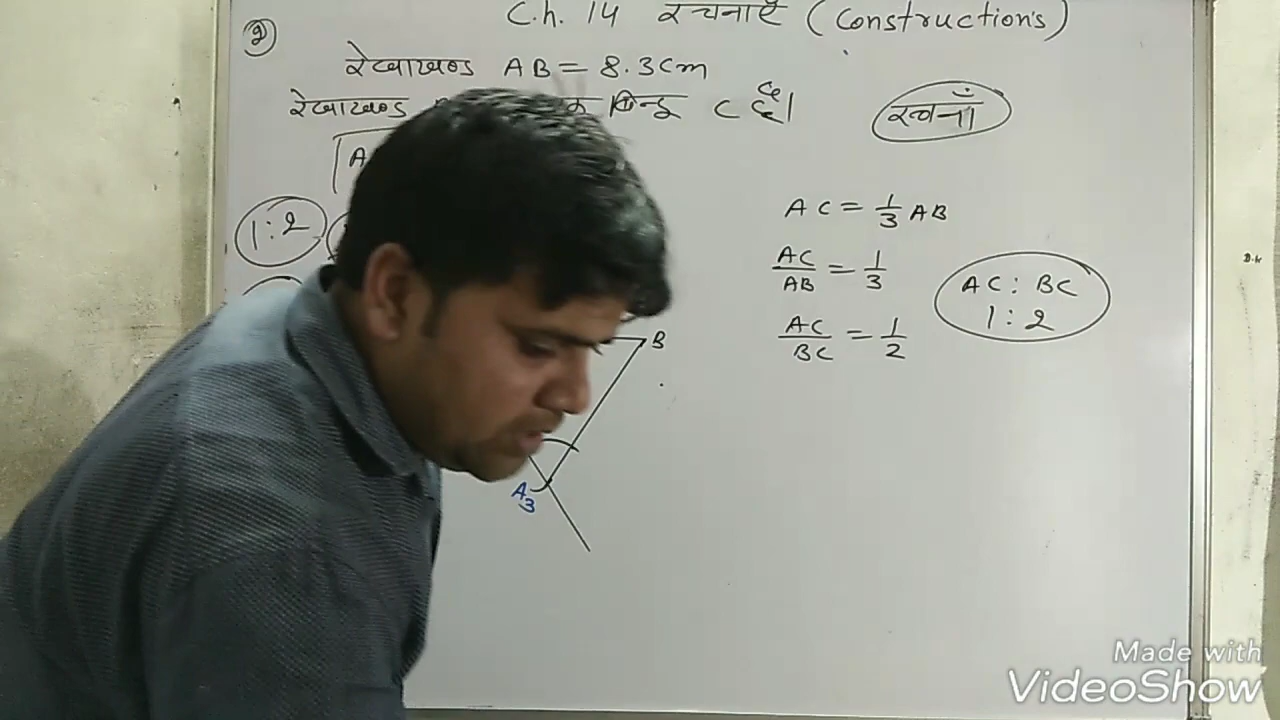 Ch. 14 रचनाएँ (Constructions)
2
रेखाखण्ड AB = 8.3cm
रेखाखण्ड बिन्दू C
रचना
A
AC = 1/3 AB
1:2
AC/AB = 1/3
AC : BC
1 : 2
AC/BC = 1/2
B
A3
Made with
VideoShow